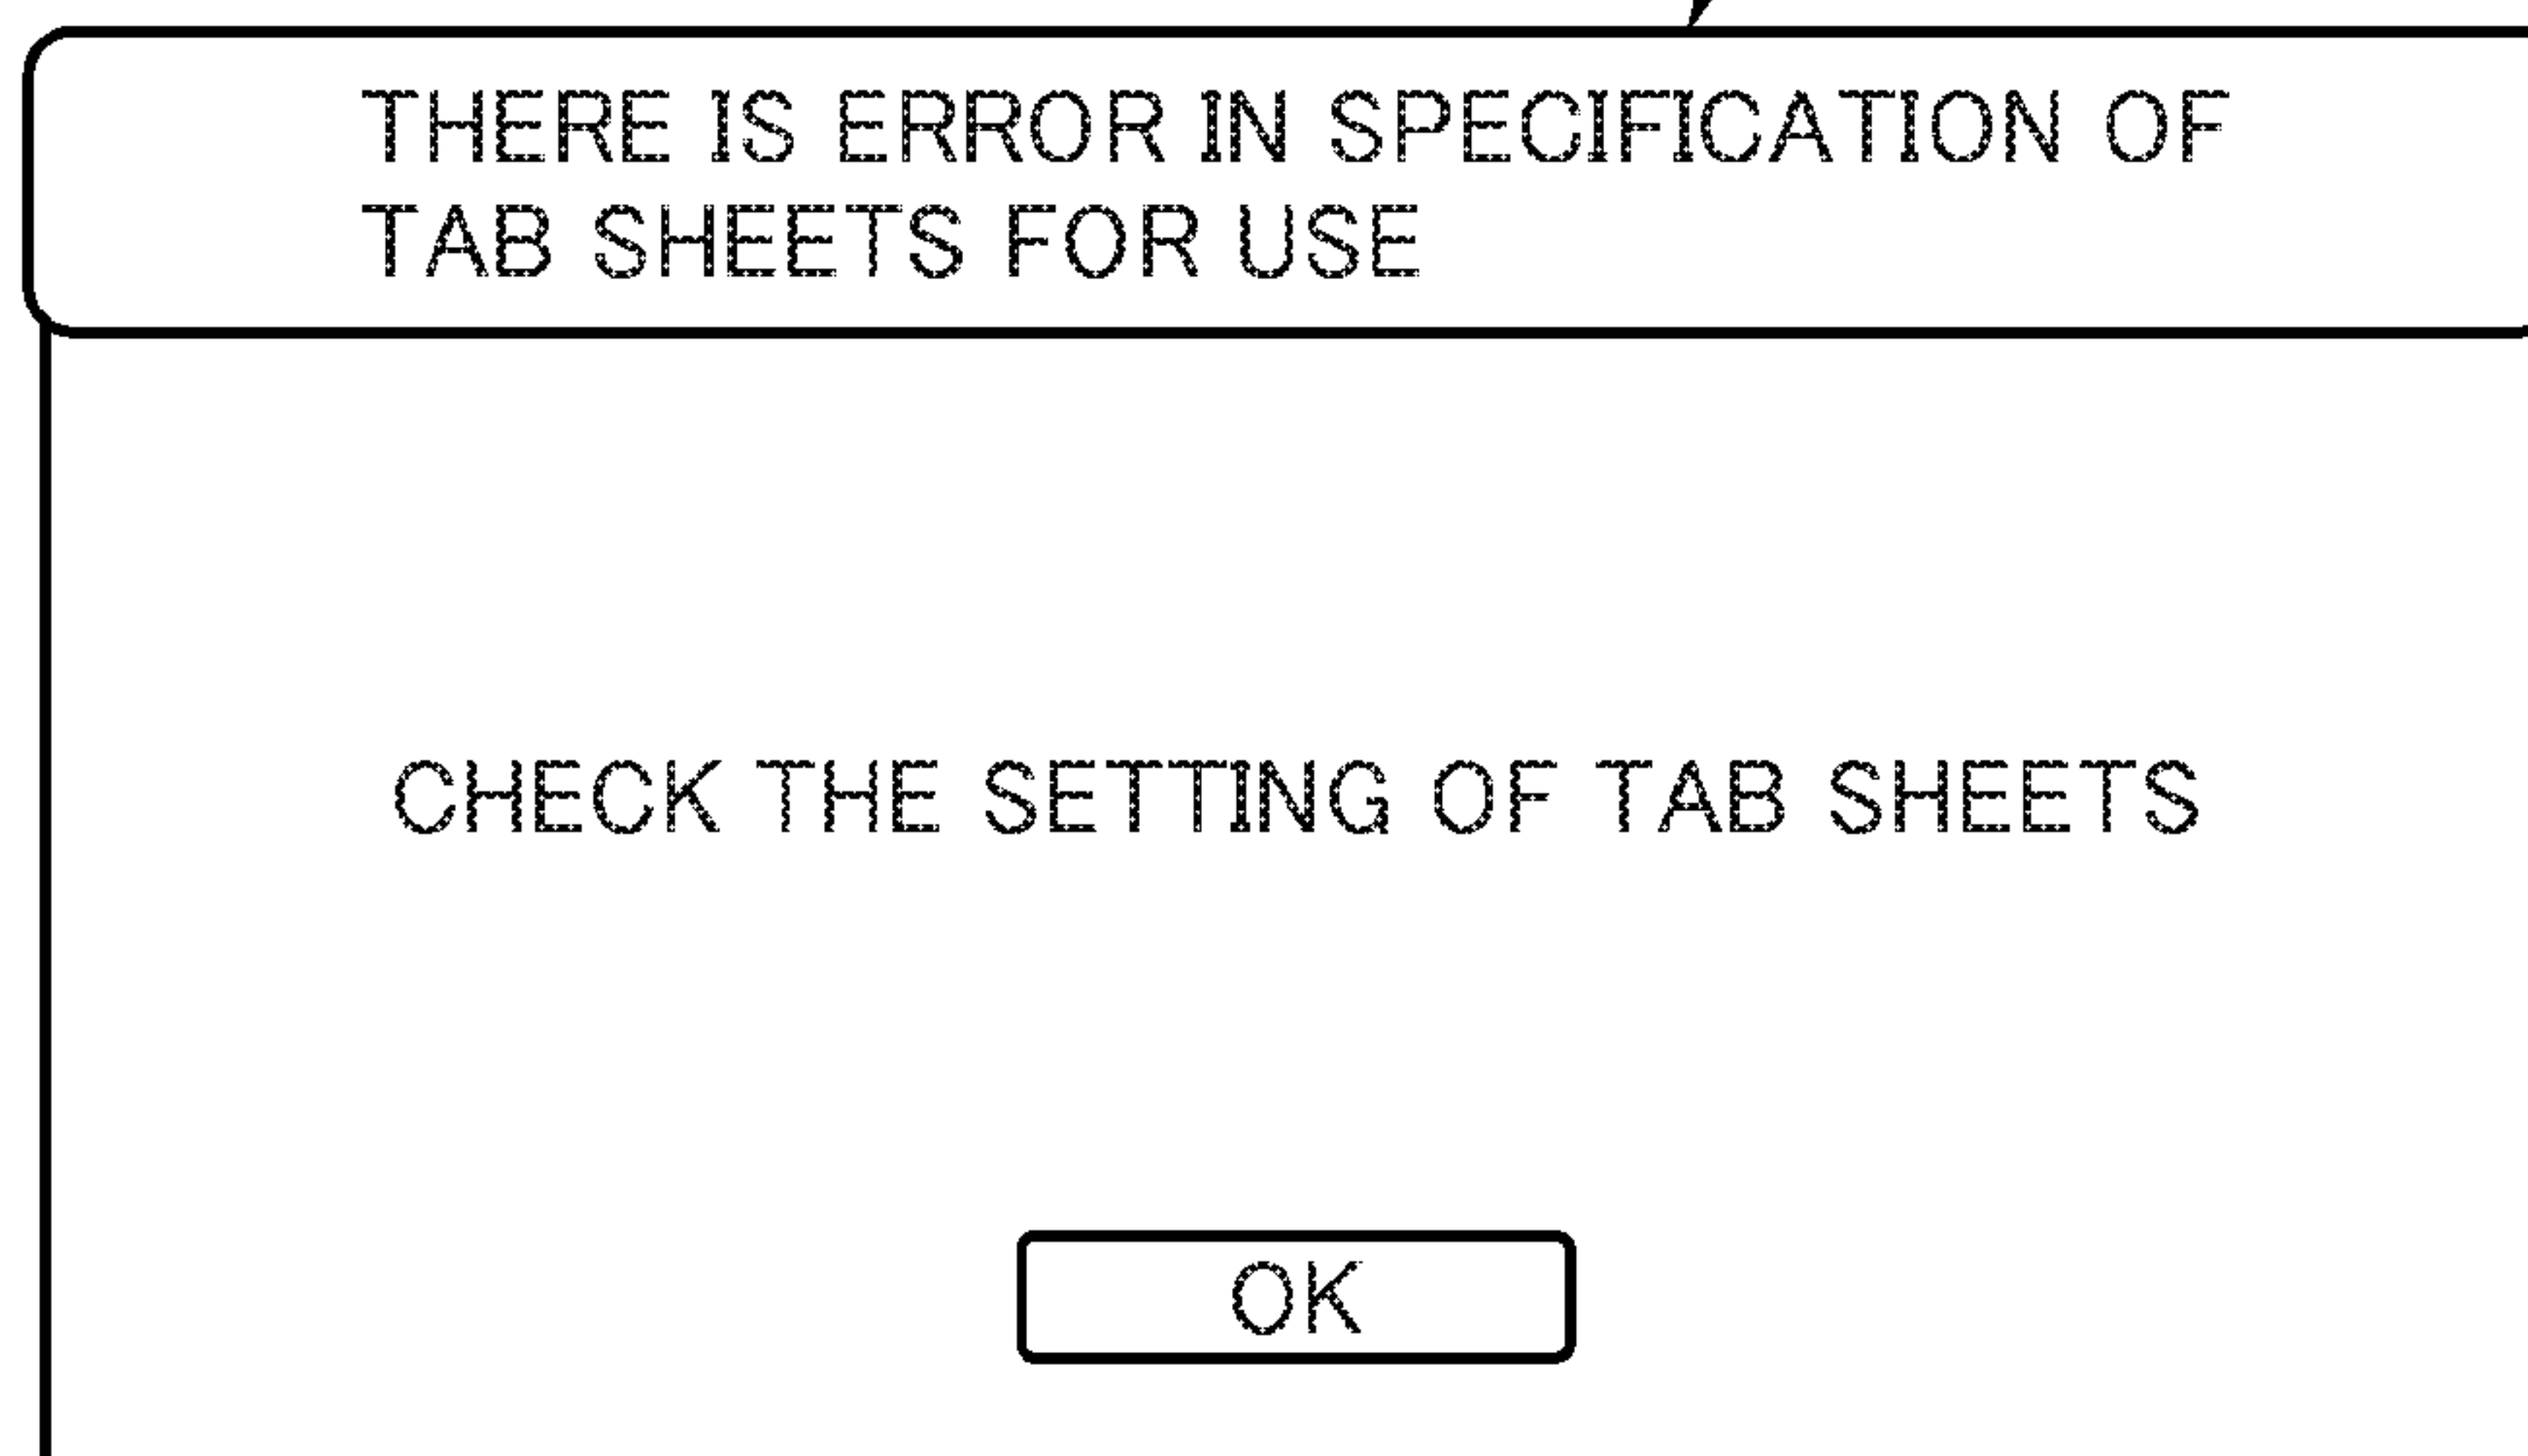 THERE IS ERROR IN SPECIFICATION OF
TAB SHEETS FOR USE
CHECK THE SETTING OF TAB SHEETS
OK